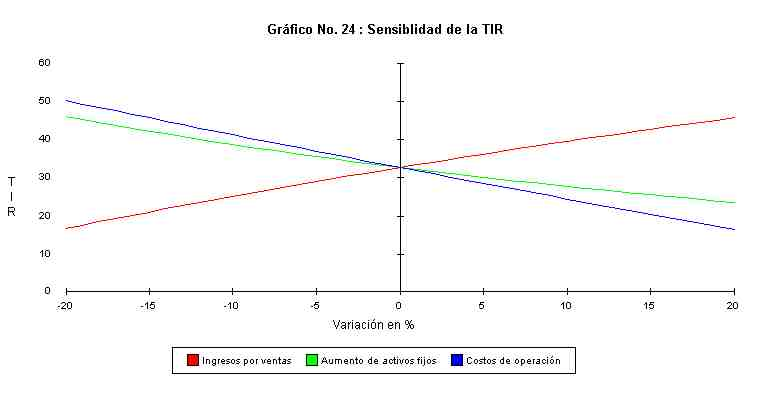 Gráfico No. 24 : Sensiblidad de la TIR
60
50
40
30
20
10
0
T
I
R
-20 -15 -10 -5 0 5 10 15 20
Variación en %
Ingresos por ventas Aumento de activos fijos Costos de operación